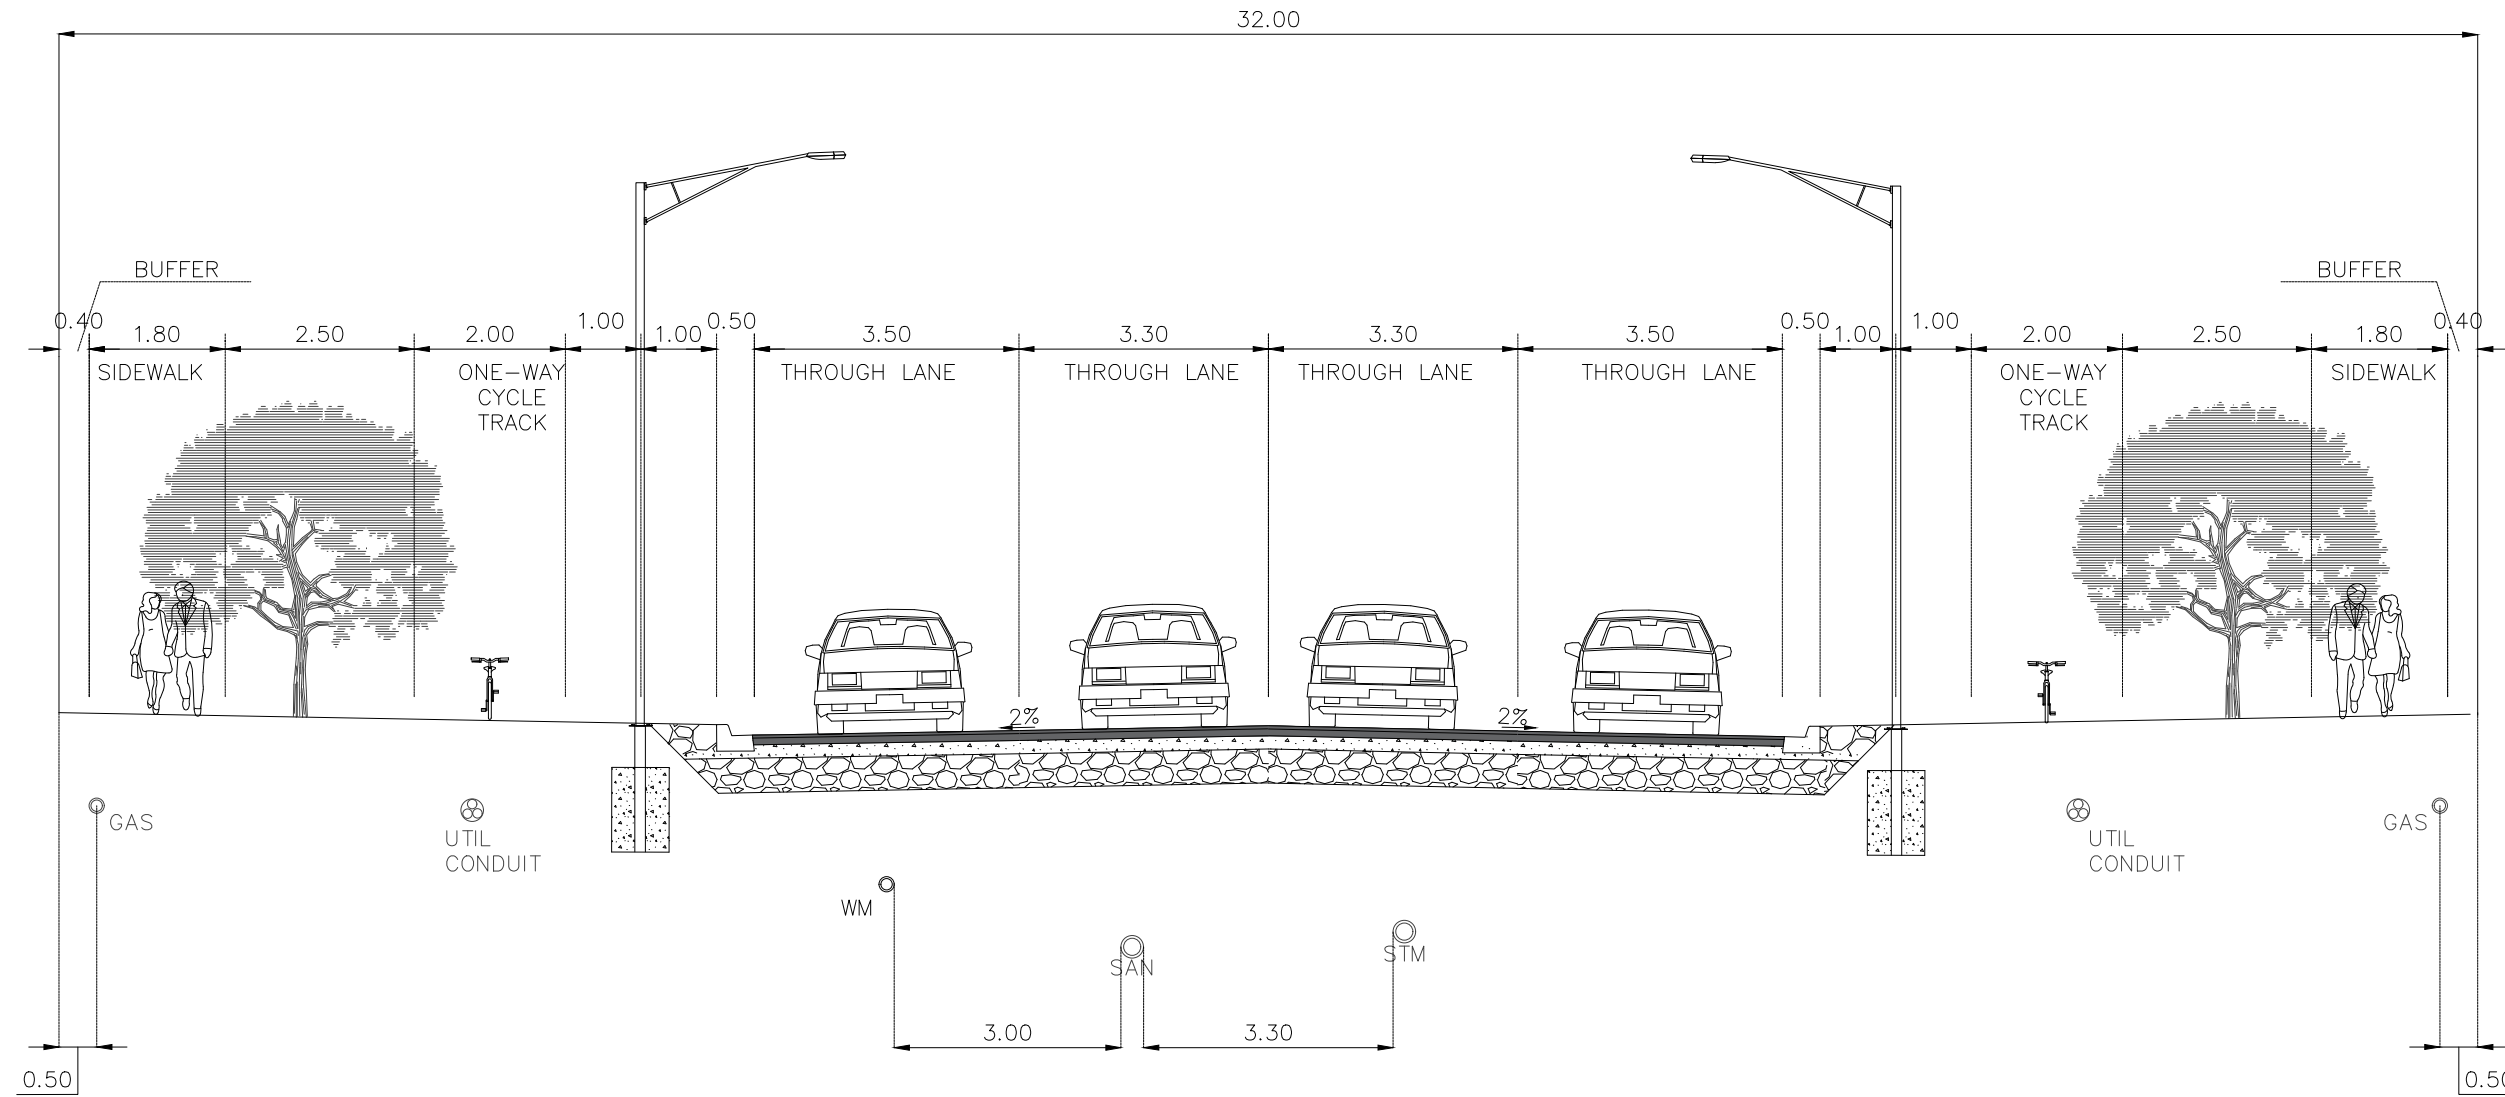 32.00
BUFFER
BUFFER
0.40
1.80
2.50
2.00
1.00
1.00
0.50
3.50
3.30
3.30
3.50
0.50
1.00
1.00
2.00
2.50
1.80
0.40
SIDEWALK
ONE-WAY
CYCLE
TRACK
THROUGH LANE
THROUGH LANE
THROUGH LANE
THROUGH LANE
ONE-WAY
CYCLE
TRACK
SIDEWALK
2%
2%
GAS
UTIL
CONDUIT
WM
SAN
STM
UTIL
CONDUIT
GAS
3.00
3.30
0.50
0.50